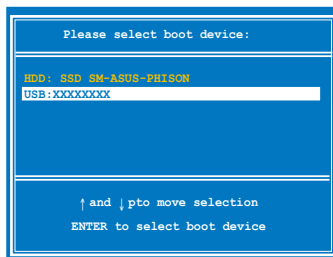 Please select boot device:
HDD: SSD SM-ASUS-PHISON
USB:XXXXXXXX
↑ and ↓ pto move selection
ENTER to select boot device